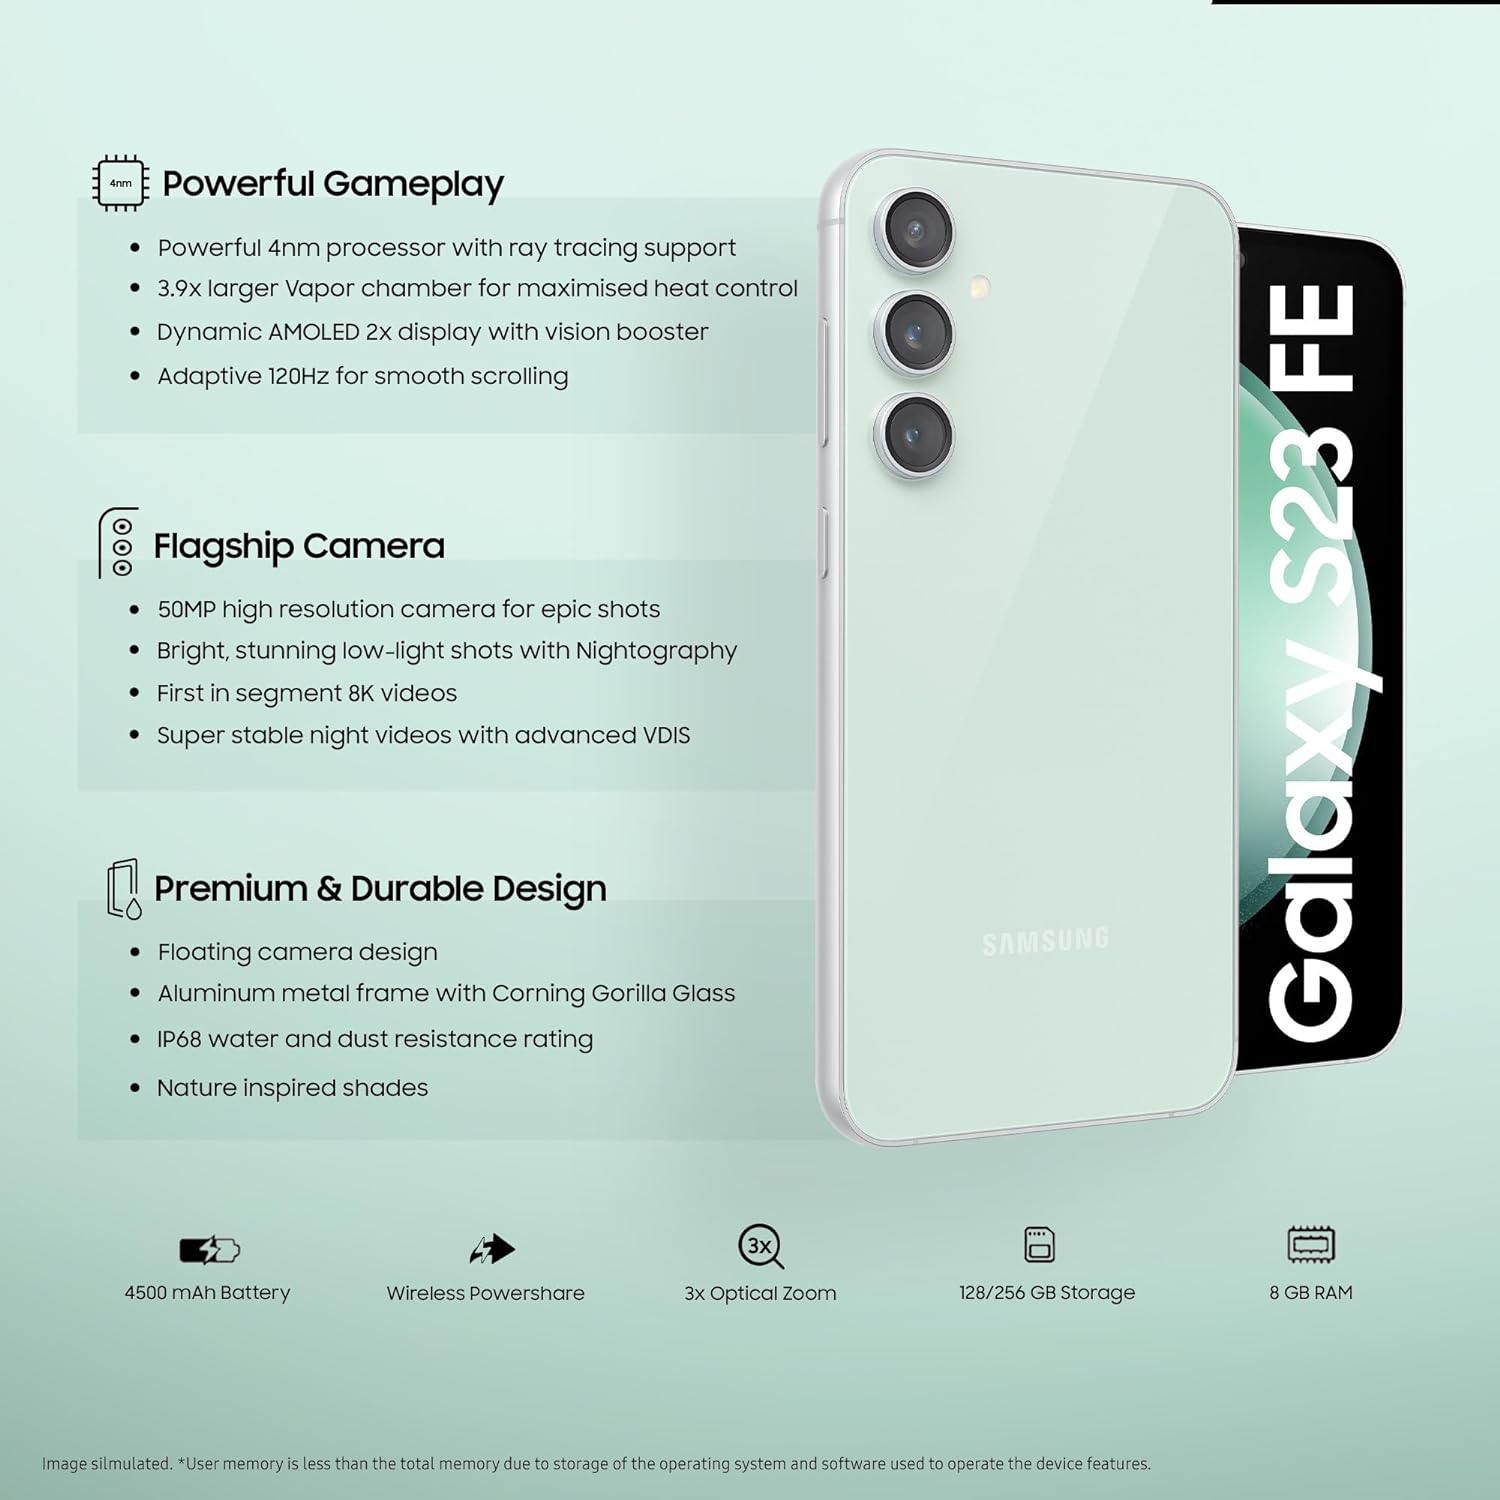 4nm
Powerful Gameplay
• Powerful 4nm processor with ray tracing support
• 3.9x larger Vapor chamber for maximised heat control
• Dynamic AMOLED 2x display with vision booster
• Adaptive 120Hz for smooth scrolling
Flagship Camera
• 50MP high resolution camera for epic shots
• Bright, stunning low-light shots with Nightography
• First in segment 8K videos
• Super stable night videos with advanced VDIS
Premium & Durable Design
• Floating camera design
• Aluminum metal frame with Corning Gorilla Glass
• IP68 water and dust resistance rating
• Nature inspired shades
SAMSUNG
Galaxy S23 FE
4500 mAh Battery
Wireless Powershare
3x
3x Optical Zoom
128/256 GB Storage
8 GB RAM
Image silmulated. *User memory is less than the total memory due to storage of the operating system and software used to operate the device features.